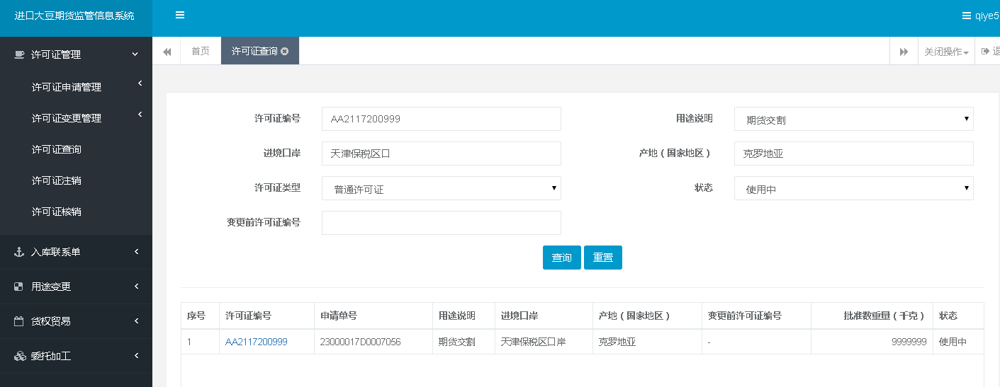 进口大豆期货监管信息系统
qiye5
许可证管理
首页
许可证查询
关闭操作
退
许可证申请管理
许可证变更管理
许可证查询
许可证注销
许可证核销
入库联系单
用途变更
货权贸易
委托加工
许可证编号 AA2117200999 用途说明 期货交割
进境口岸 天津保税区口 产地（国家地区） 克罗地亚
许可证类型 普通许可证 状态 使用中
变更前许可证编号
查询 重置
序号 许可证编号 申请单号 用途说明 进境口岸 产地（国家地区） 变更前许可证编号 批准数重量（千克） 状态
1 AA2117200999 23000017D0007056 期货交割 天津保税区口岸 克罗地亚 - 9999999 使用中